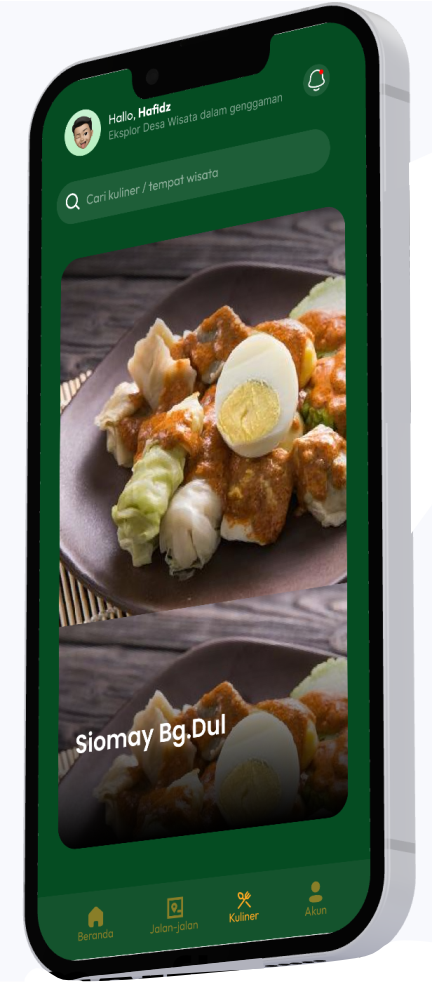 Hallo, Hafidz
Eksplor Desa Wisata dalam genggaman
Cari kuliner / tempat wisata
Siomay Bg.Dul
Beranda
Jalan-jalan
Kuliner
Akun